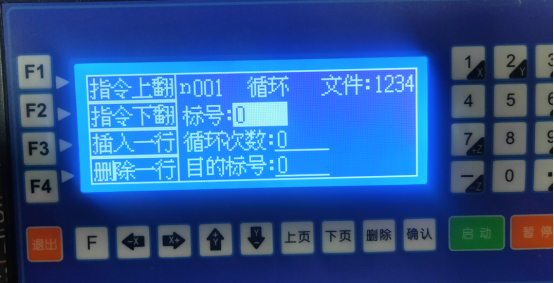 F1
F2
F3
F4
指令上翻 n001 循环 文件:1234
指令下翻 标号:0
插入一行 循环次数:0
删除一行 目的标号:0
1 X 2 Y
4 5
7 -Z 8 9
— 0
退出 F -X X+ Y 上页 下页 删除 确认 启动 暂停